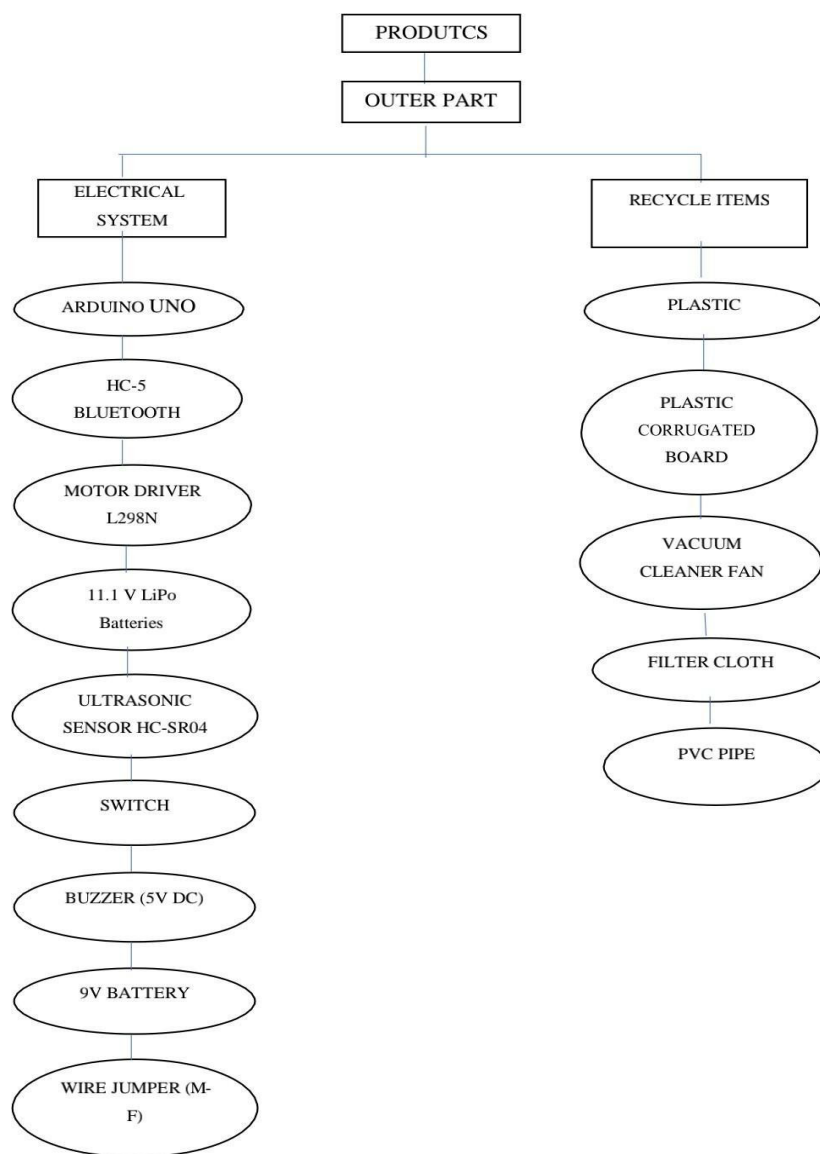 PRODUTCS
OUTER PART
ELECTRICAL
SYSTEM
ARDUINO UNO
HC-5
BLUETOOTH
MOTOR DRIVER
L298N
11.1 V LiPo
Batteries
ULTRASONIC
SENSOR HC-SR04
SWITCH
BUZZER (5V DC)
9V BATTERY
WIRE JUMPER (M-
F)
RECYCLE ITEMS
PLASTIC
PLASTIC
CORRUGATED
BOARD
VACUUM
CLEANER FAN
FILTER CLOTH
PVC PIPE